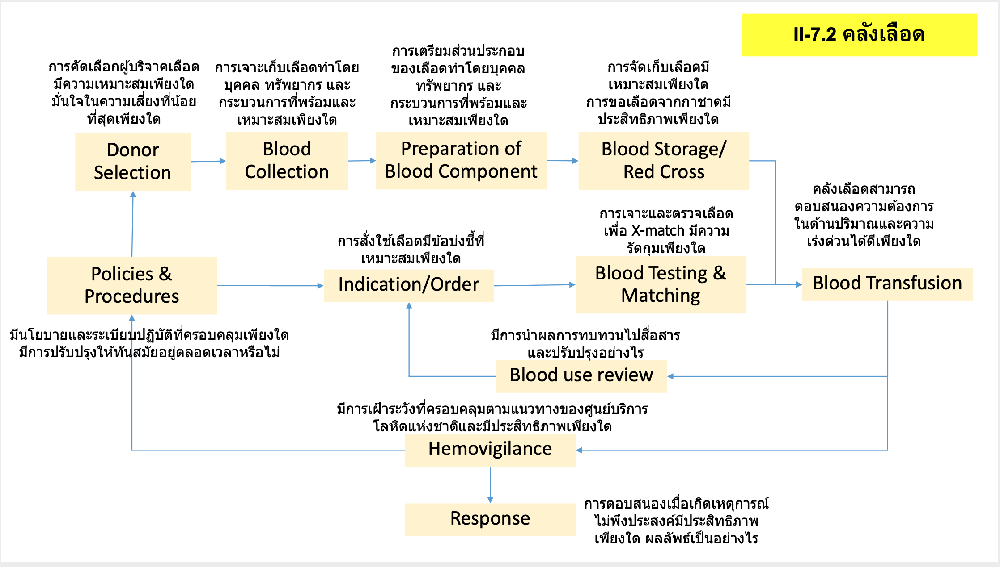 II-7.2 คลังเลือด
การคัดเลือกผู้บริจาคเลือด
มีความเหมาะสมเพียงใด
มั่นใจในความเสี่ยงที่น้อย
ที่สุดเพียงใด
Donor
Selection
การเจาะเก็บเลือดทำโดย
บุคคล ทรัพยากร และ
กระบวนการที่พร้อมและ
เหมาะสมเพียงใด
Blood
Collection
การเตรียมส่วนประกอบ
ของเลือดทำโดยบุคคล
ทรัพยากร และ
กระบวนการที่พร้อมและ
เหมาะสมเพียงใด
Preparation of
Blood Component
การจัดเก็บเลือดมี
เหมาะสมเพียงใด
การขอเลือดจากกาชาดมี
ประสิทธิภาพเพียงใด
Blood Storage/
Red Cross
Policies &
Procedures
มีนโยบายและระเบียบปฏิบัติที่ครอบคลุมเพียงใด
มีการปรับปรุงให้ทันสมัยอยู่ตลอดเวลาหรือไม่
การสั่งใช้เลือดมีข้อบ่งชี้ที่
เหมาะสมเพียงใด
Indication/Order
การเจาะและตรวจเลือด
เพื่อ X-match มีความ
รัดกุมเพียงใด
Blood Testing &
Matching
คลังเลือดสามารถ
ตอบสนองความต้องการ
ในด้านปริมาณและความ
เร่งด่วนได้ดีเพียงใด
Blood Transfusion
มีการนำผลการทบทวนไปสื่อสาร
และปรับปรุงอย่างไร
Blood use review
มีการเฝ้าระวังที่ครอบคลุมตามแนวทางของศูนย์บริการ
โลหิตแห่งชาติและมีประสิทธิภาพเพียงใด
Hemovigilance
Response
การตอบสนองเมื่อเกิดเหตุการณ์
ไม่พึงประสงค์มีประสิทธิภาพ
เพียงใด ผลลัพธ์เป็นอย่างไร